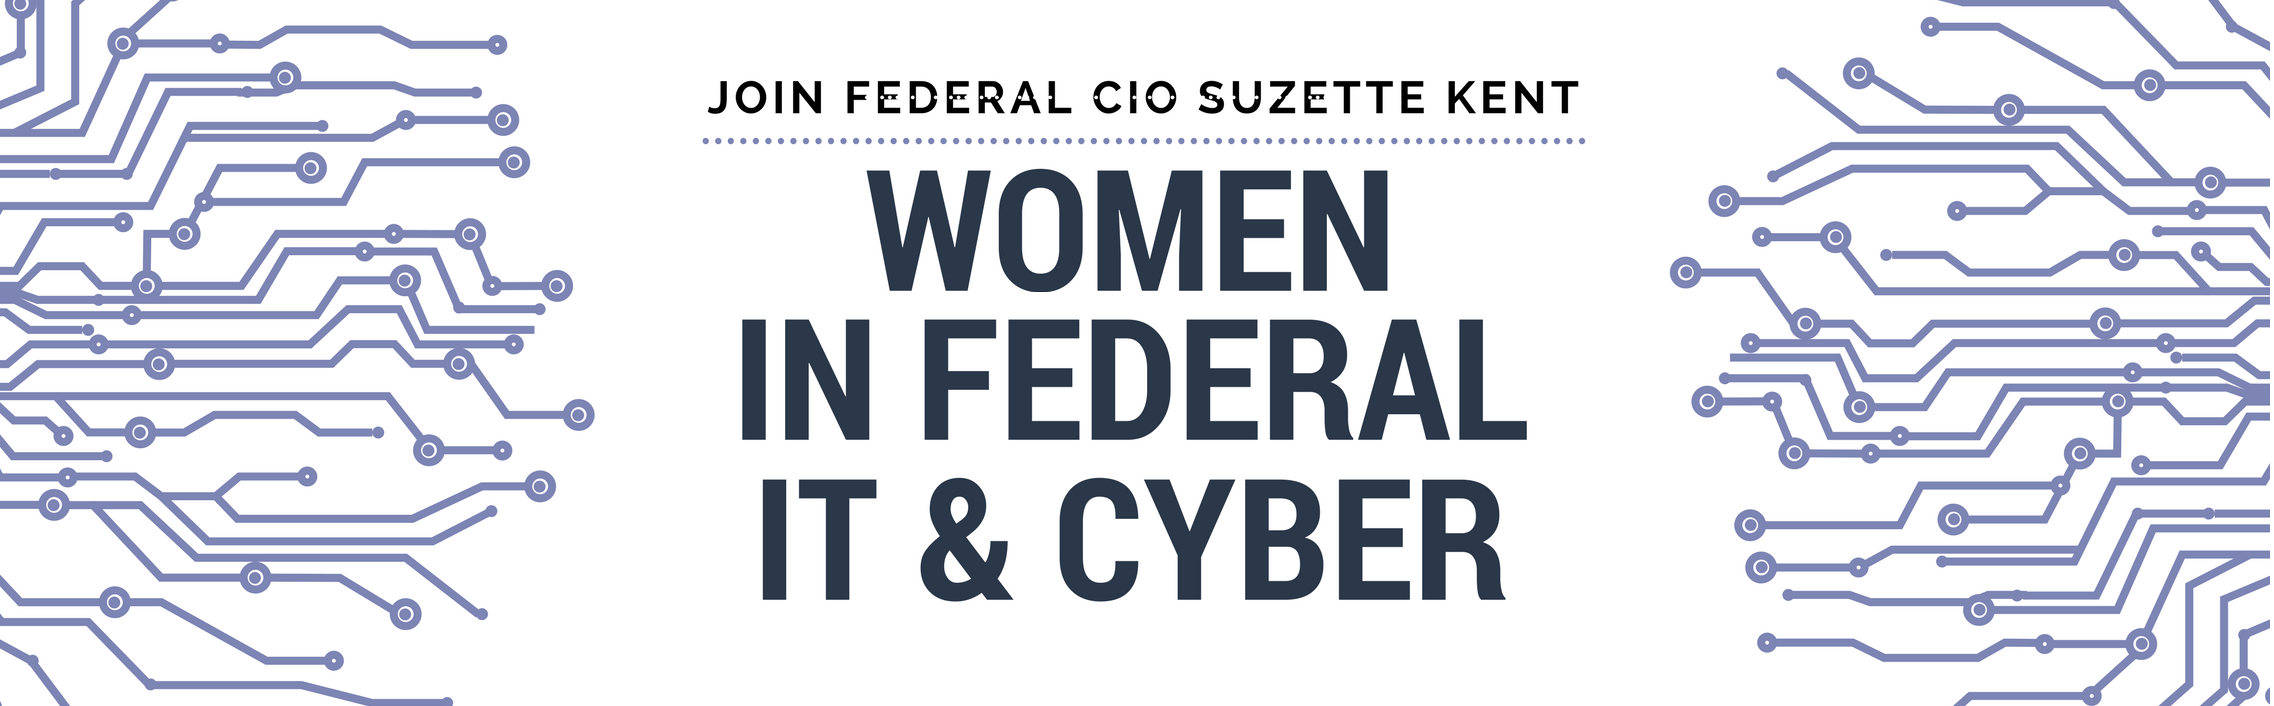 JOIN FEDERAL CIO SUZETTE KENT
WOMEN
IN FEDERAL
IT & CYBER